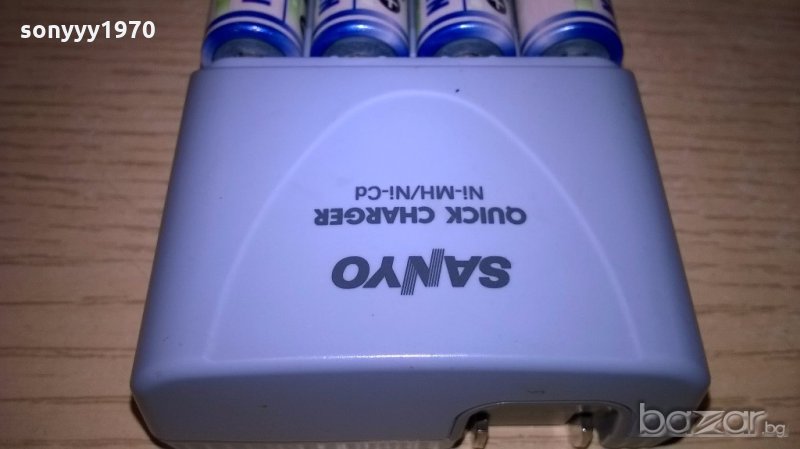 sonyyy1970
SANYO
QUICK CHARGER
Ni-MH/Ni-Cd
bazar.bg